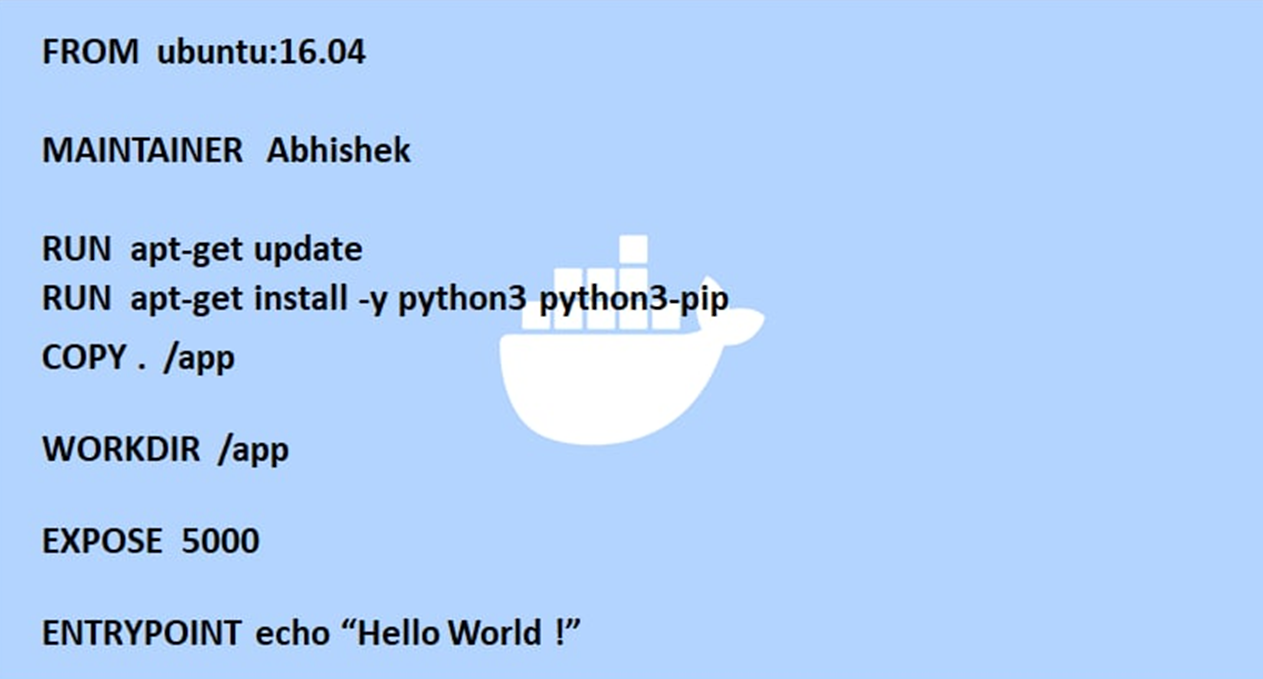 FROM ubuntu:16.04
MAINTAINER Abhishek
RUN apt-get update
RUN apt-get install -y python3 python3-pip
COPY . /app
WORKDIR /app
EXPOSE 5000
ENTRYPOINT echo “Hello World !”